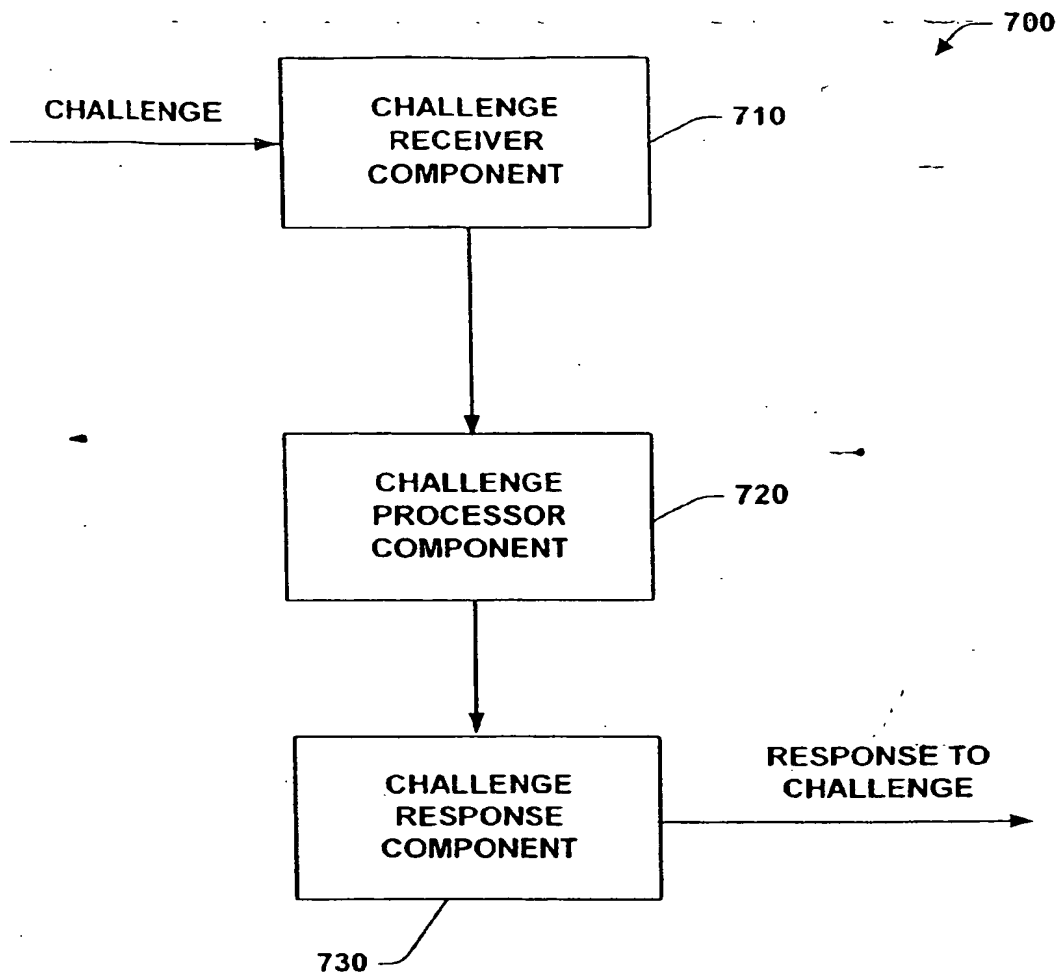 700
CHALLENGE
CHALLENGE
RECEIVER
COMPONENT
710
CHALLENGE
PROCESSOR
COMPONENT
720
CHALLENGE
RESPONSE
COMPONENT
RESPONSE TO
CHALLENGE
730